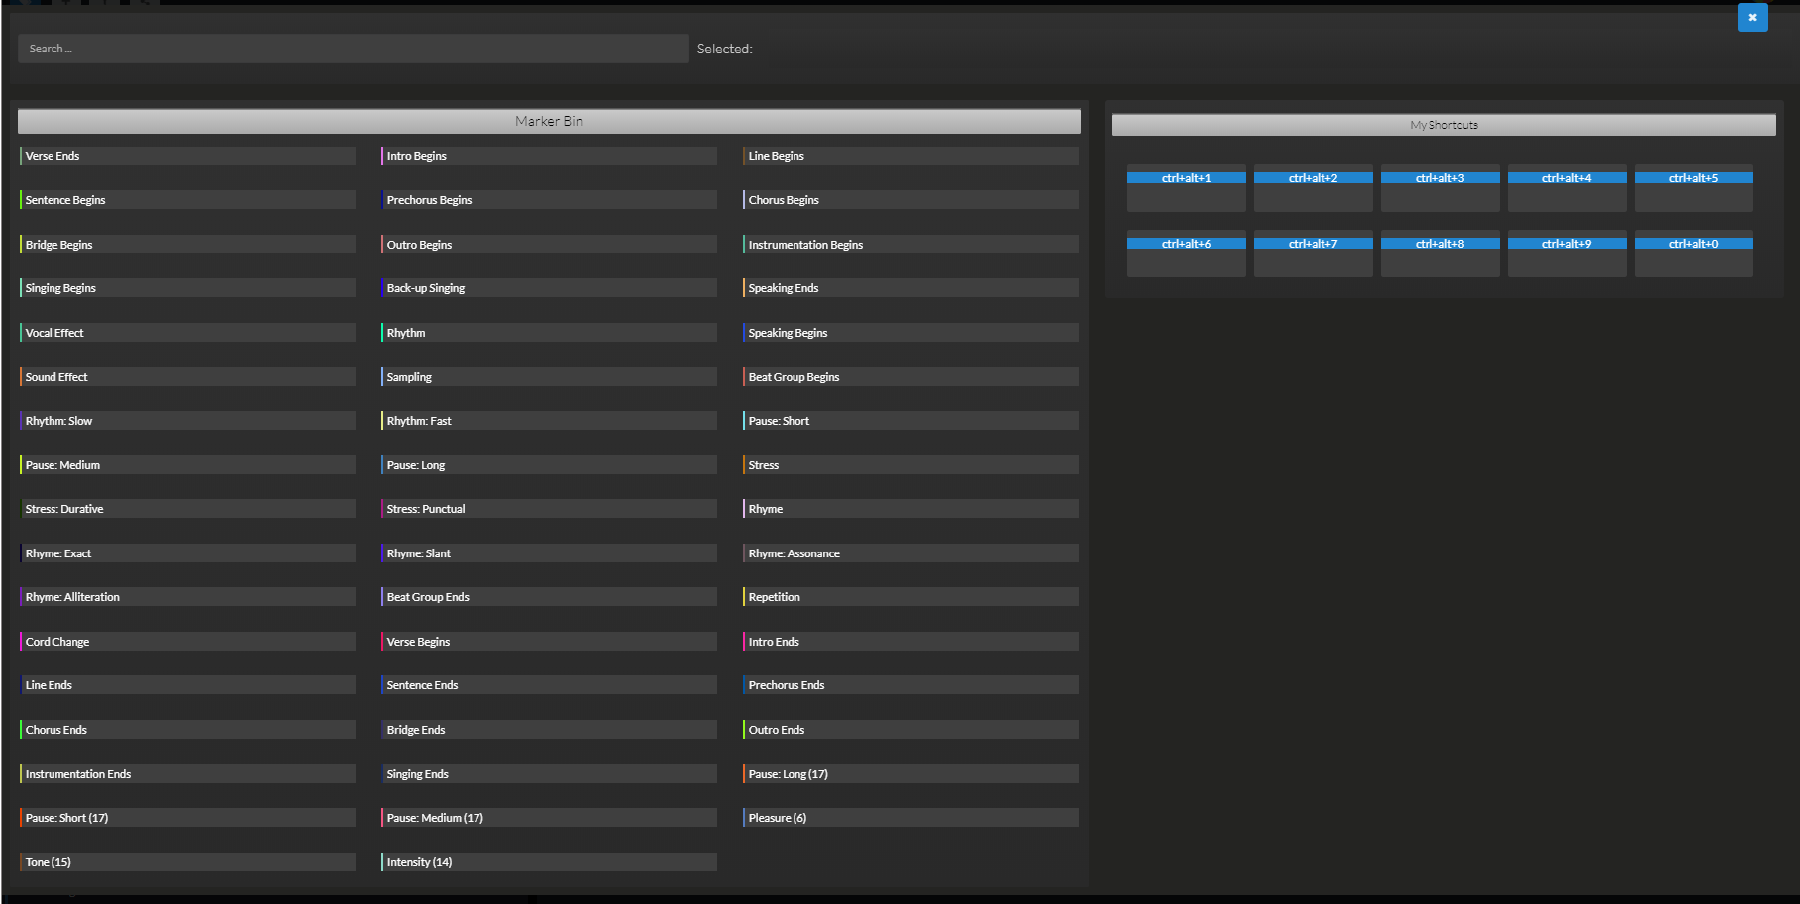 Search ...
Selected:
Marker Bin
Verse Ends
Intro Begins
Line Begins
Sentence Begins
Prechorus Begins
Chorus Begins
Bridge Begins
Outro Begins
Instrumentation Begins
Singing Begins
Back-up Singing
Speaking Ends
Vocal Effect
Rhythm
Speaking Begins
Sound Effect
Sampling
Beat Group Begins
Rhythm: Slow
Rhythm: Fast
Pause: Short
Pause: Medium
Pause: Long
Stress
Stress: Durative
Stress: Punctual
Rhyme
Rhyme: Exact
Rhyme: Slant
Rhyme: Assonance
Rhyme: Alliteration
Beat Group Ends
Repetition
Cord Change
Verse Begins
Intro Ends
Line Ends
Sentence Ends
Prechorus Ends
Chorus Ends
Bridge Ends
Outro Ends
Instrumentation Ends
Singing Ends
Pause: Long (17)
Pause: Short (17)
Pause: Medium (17)
Pleasure (6)
Tone (15)
Intensity (14)
My Shortcuts
ctrl+alt+1
ctrl+alt+2
ctrl+alt+3
ctrl+alt+4
ctrl+alt+5
ctrl+alt+6
ctrl+alt+7
ctrl+alt+8
ctrl+alt+9
ctrl+alt+0